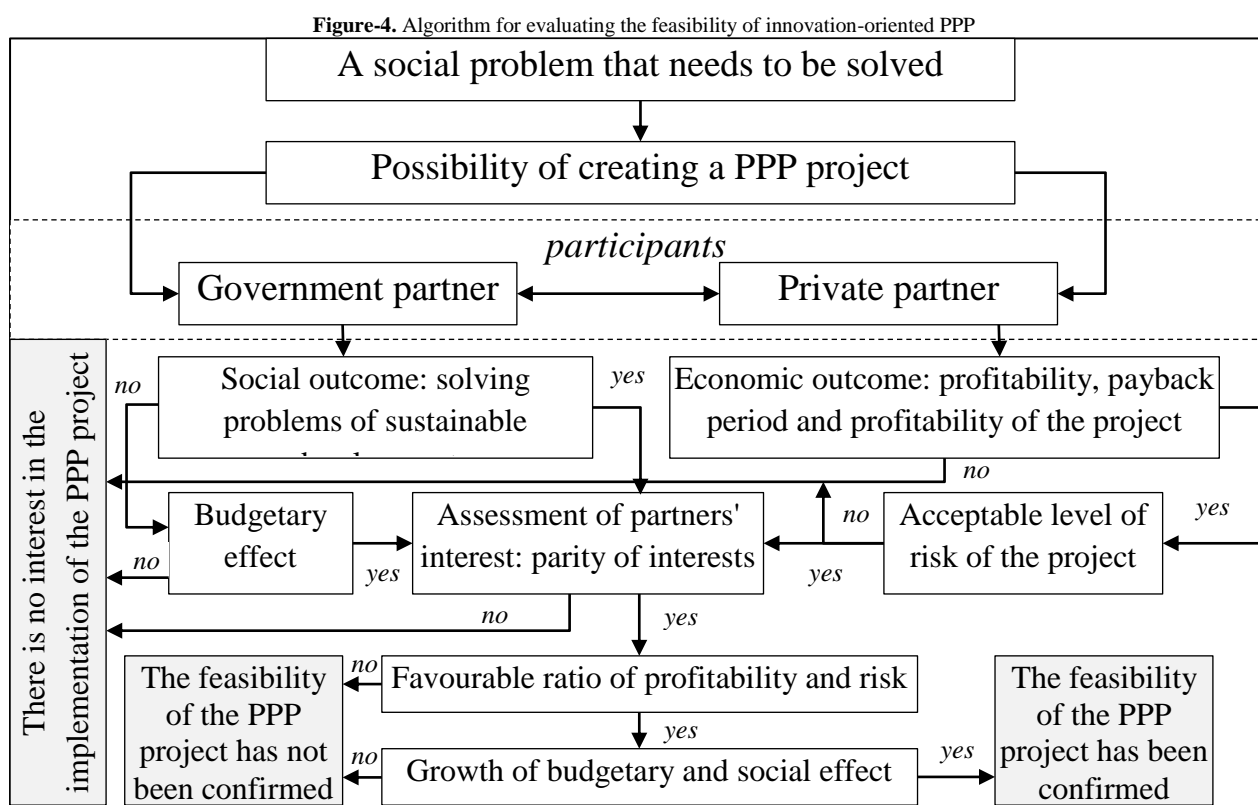 Figure-4. Algorithm for evaluating the feasibility of innovation-oriented PPP
A social problem that needs to be solved
Possibility of creating a PPP project
participants
Government partner
Private partner
There is no interest in the
implementation of the PPP project
no
Social outcome: solving
problems of sustainable
yes
Economic outcome: profitability, payback
period and profitability of the project
no
Budgetary
effect
Assessment of partners'
interest: parity of interests
no
Acceptable level of
risk of the project
yes
no
yes
yes
no
yes
The feasibility
of the PPP
project has not
been confirmed
no
Favourable ratio of profitability and risk
The feasibility
of the PPP
project has been
confirmed
yes
no
Growth of budgetary and social effect
yes